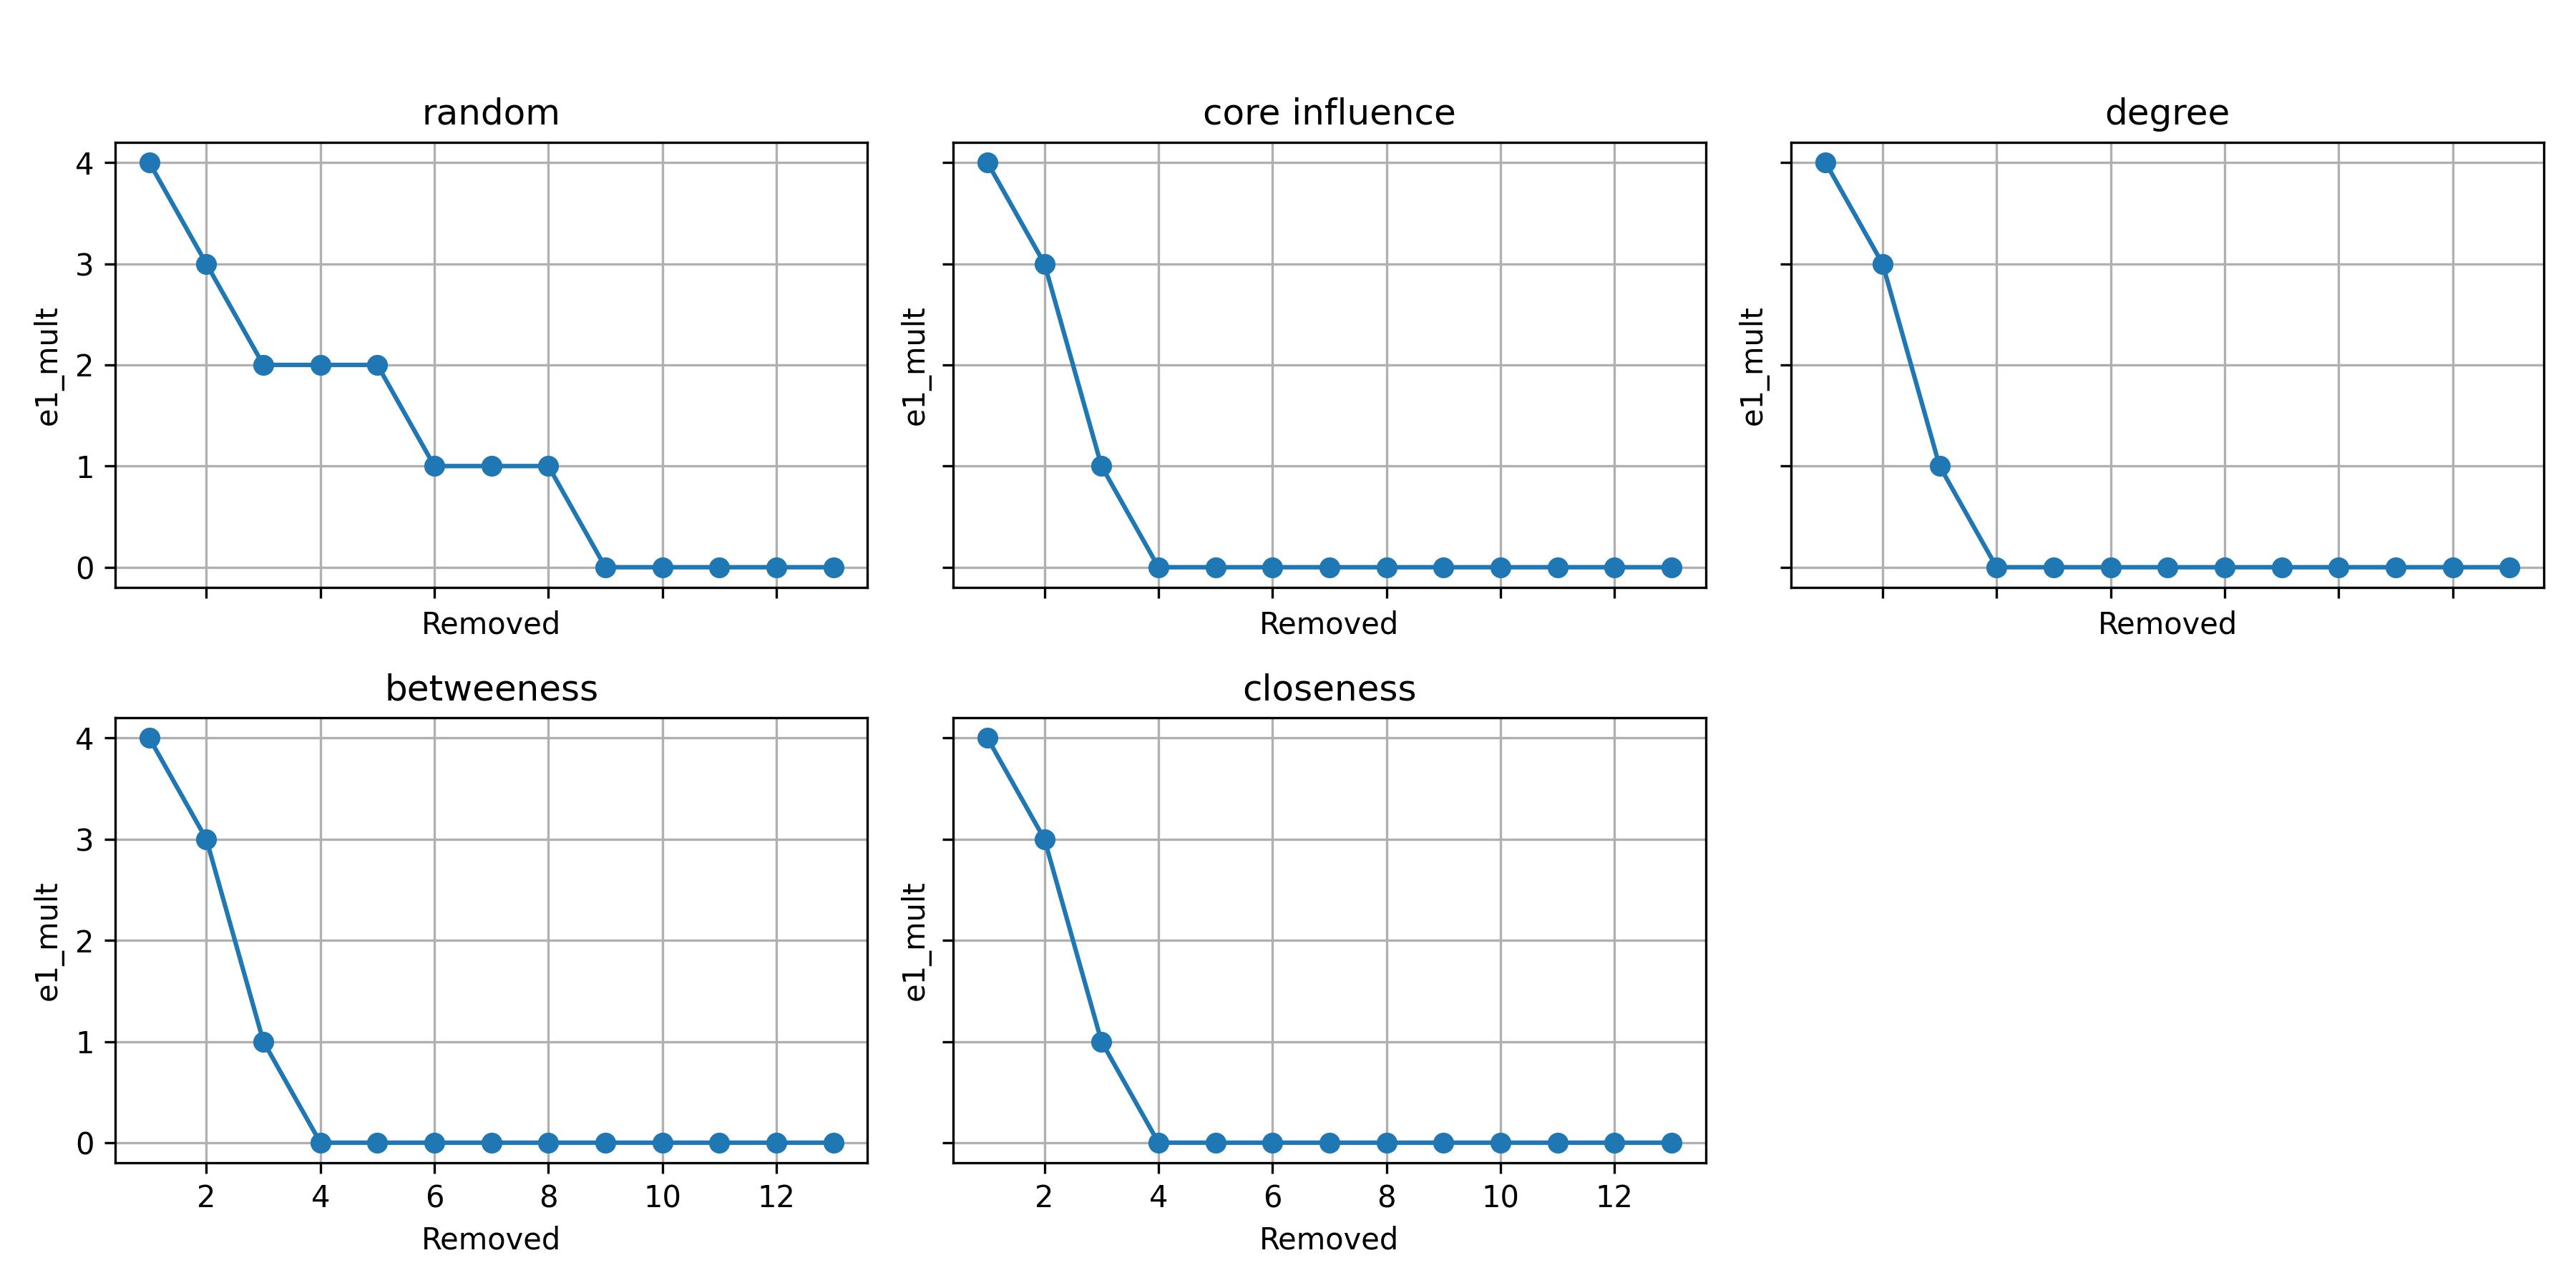 random
4
3
2
1
0
e1_mult
Removed
core influence
e1_mult
Removed
degree
e1_mult
Removed
betweeness
4
3
2
1
0
e1_mult
2 4 6 8 10 12
Removed
closeness
e1_mult
2 4 6 8 10 12
Removed